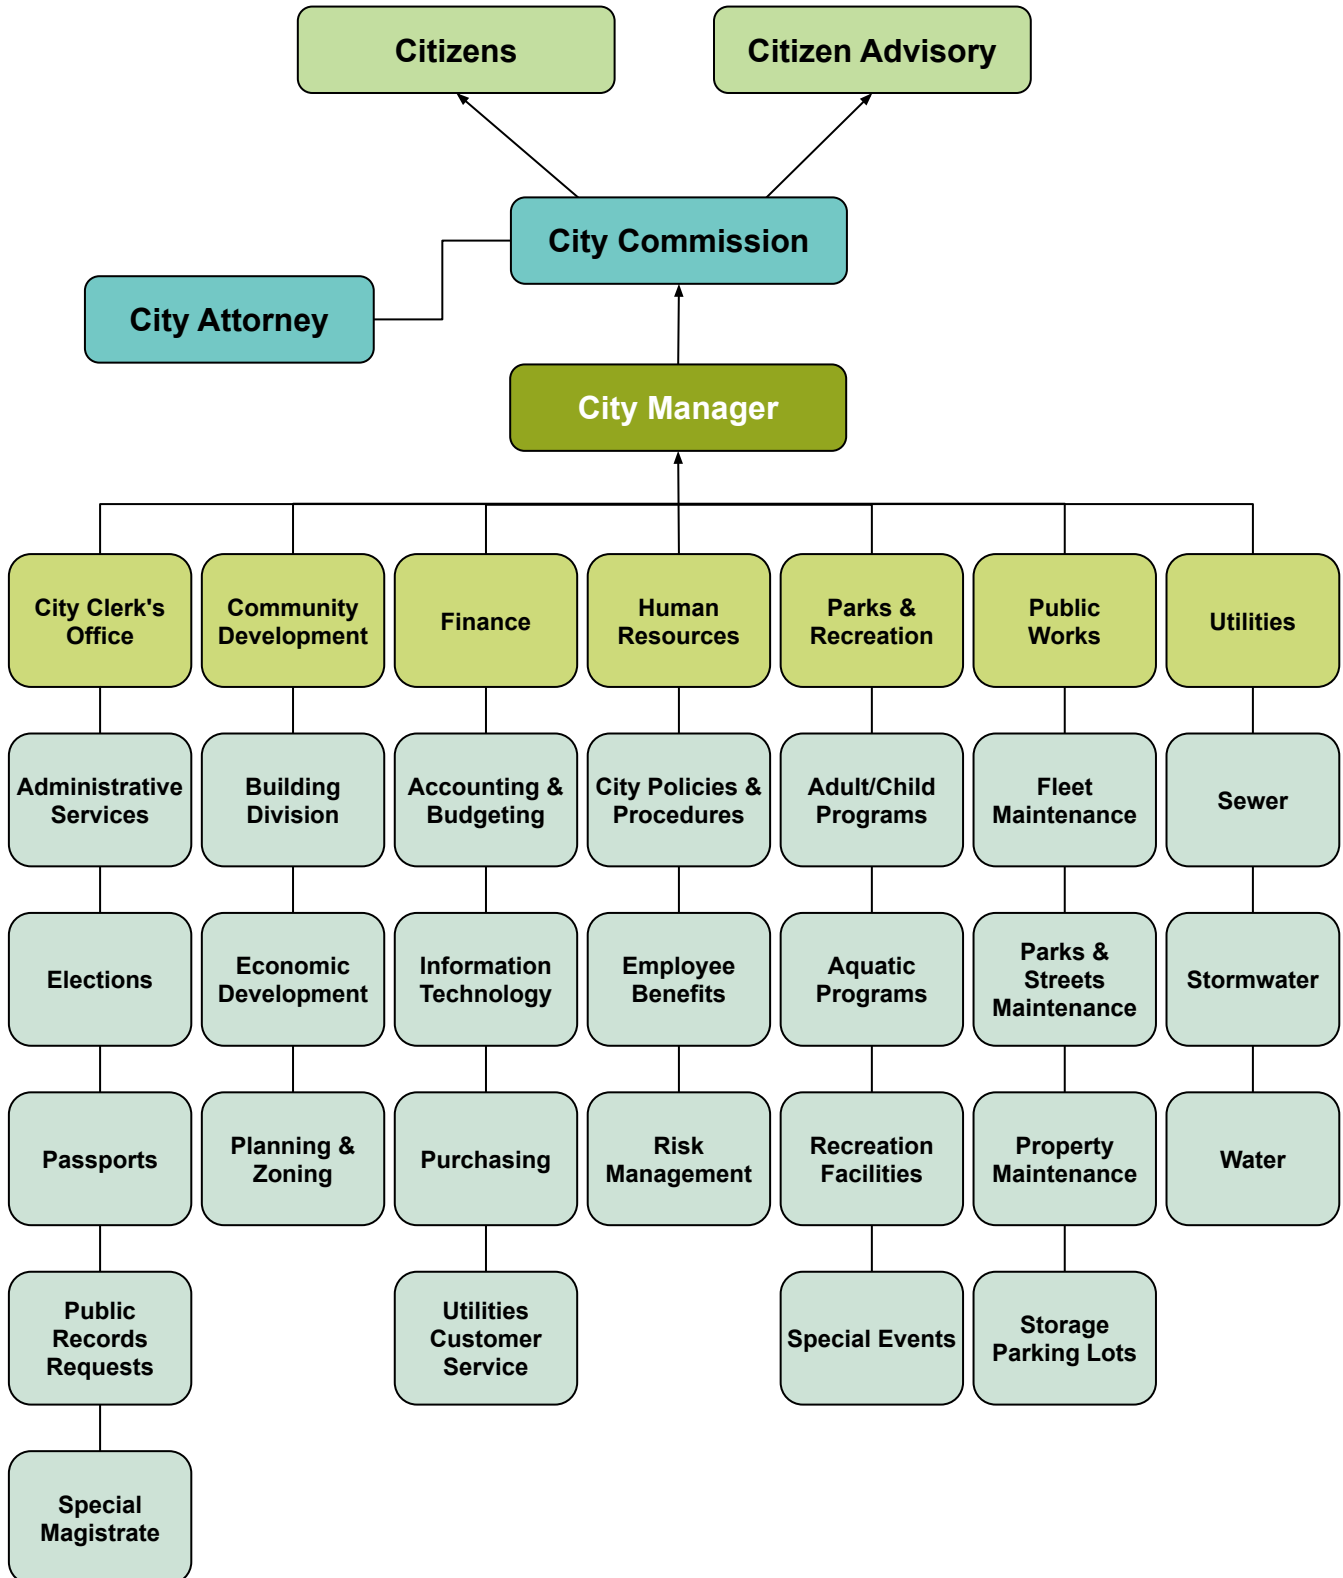 Citizens
Citizen Advisory
City Commission
City Attorney
City Manager
City Clerk's
Office
Community
Development
Finance
Human
Resources
Parks &
Recreation
Public
Works
Utilities
Administrative
Services
Building
Division
Accounting &
Budgeting
City Policies &
Procedures
Adult/Child
Programs
Fleet
Maintenance
Sewer
Elections
Economic
Development
Information
Technology
Employee
Benefits
Aquatic
Programs
Parks &
Streets
Maintenance
Stormwater
Passports
Planning &
Zoning
Purchasing
Risk
Management
Recreation
Facilities
Property
Maintenance
Water
Public
Records
Requests
Utilities
Customer
Service
Special Events
Storage
Parking Lots
Special
Magistrate